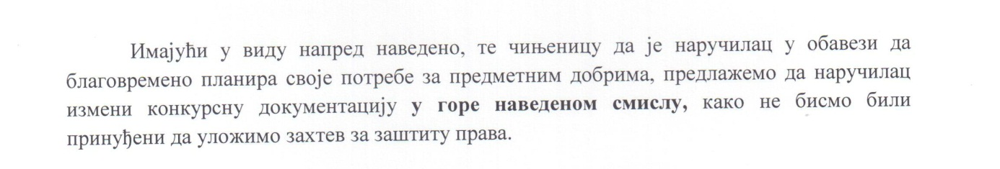 Имајући у виду напред наведено, те чињеницу да је наручилац у обавези да
благовремено планира своје потребе за предметним добрима, предлажемо да наручилац
измени конкурсну документацију у горе наведеном смислу, како не бисмо били
принуђени да уложимо захтев за заштиту права.